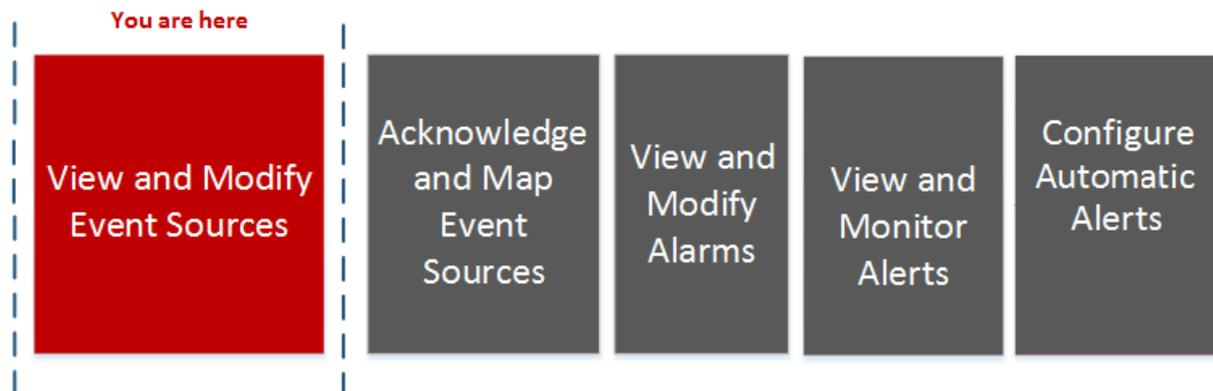 You are here
View and Modify
Event Sources
Acknowledge
and Map
Event
Sources
View and
Modify
Alarms
View and
Monitor
Alerts
Configure
Automatic
Alerts